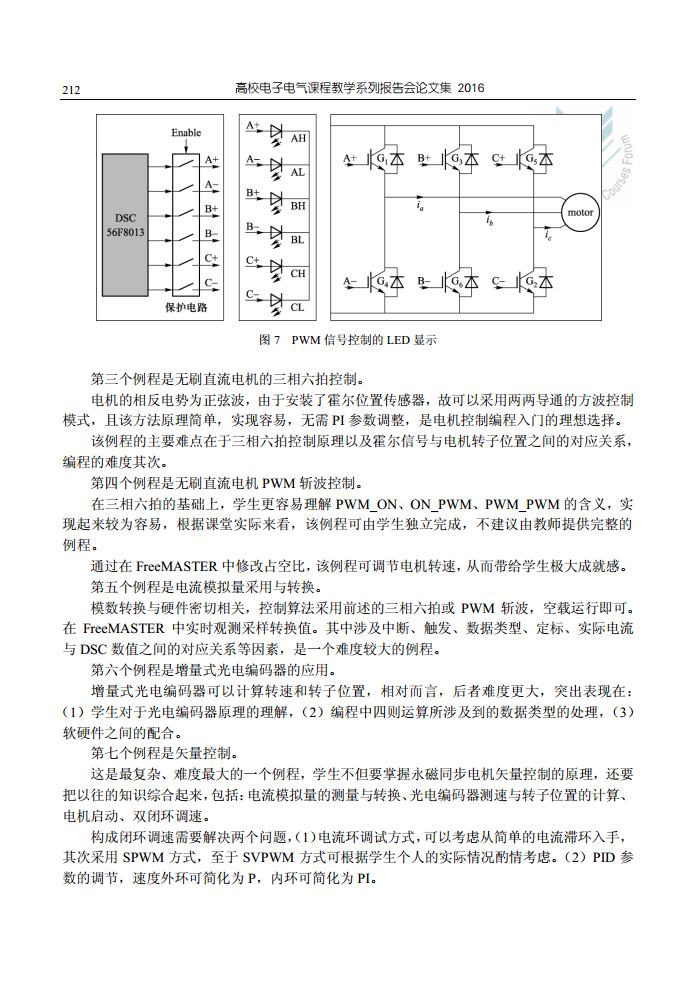 212
高校电子电气课程教学系列报告会论文集 2016
Courses Forum
Enable
DSC
56F8013
A+
A−
B+
B−
C+
C−
保护电路
A+
AH
A−
AL
B+
BH
B−
BL
C+
CH
C−
CL
A+ G1 B+ G3 C+ G5
ia
ib
ic
motor
A− G4 B− G6 C− G2
图 7 PWM 信号控制的 LED 显示
第三个例程是无刷直流电机的三相六拍控制。
电机的相反电势为正弦波，由于安装了霍尔位置传感器，故可以采用两两导通的方波控制
模式，且该方法原理简单，实现容易，无需 PI 参数调整，是电机控制编程入门的理想选择。
该例程的主要难点在于三相六拍控制原理以及霍尔信号与电机转子位置之间的对应关系，
编程的难度其次。
第四个例程是无刷直流电机 PWM 斩波控制。
在三相六拍的基础上，学生更容易理解 PWM_ON、ON_PWM、PWM_PWM 的含义，实
现起来较为容易，根据课堂实际来看，该例程可由学生独立完成，不建议由教师提供完整的
例程。
通过在 FreeMASTER 中修改占空比，该例程可调节电机转速，从而带给学生极大成就感。
第五个例程是电流模拟量采用与转换。
模数转换与硬件密切相关，控制算法采用前述的三相六拍或 PWM 斩波，空载运行即可。
在 FreeMASTER 中实时观测采样转换值。其中涉及中断、触发、数据类型、定标、实际电流
与 DSC 数值之间的对应关系等因素，是一个难度较大的例程。
第六个例程是增量式光电编码器的应用。
增量式光电编码器可以计算转速和转子位置，相对而言，后者难度更大，突出表现在：
（1）学生对于光电编码器原理的理解，（2）编程中四则运算所涉及到的数据类型的处理，（3）
软硬件之间的配合。
第七个例程是矢量控制。
这是最复杂、难度最大的一个例程，学生不但要掌握永磁同步电机矢量控制的原理，还要
把以往的知识综合起来，包括：电流模拟量的测量与转换、光电编码器测速与转子位置的计算、
电机启动、双闭环调速。
构成闭环调速需要解决两个问题，（1）电流环调试方式，可以考虑从简单的电流滞环入手，
其次采用 SPWM 方式，至于 SVPWM 方式可根据学生个人的实际情况酌情考虑。（2）PID 参
数的调节，速度外环可简化为 P，内环可简化为 PI。